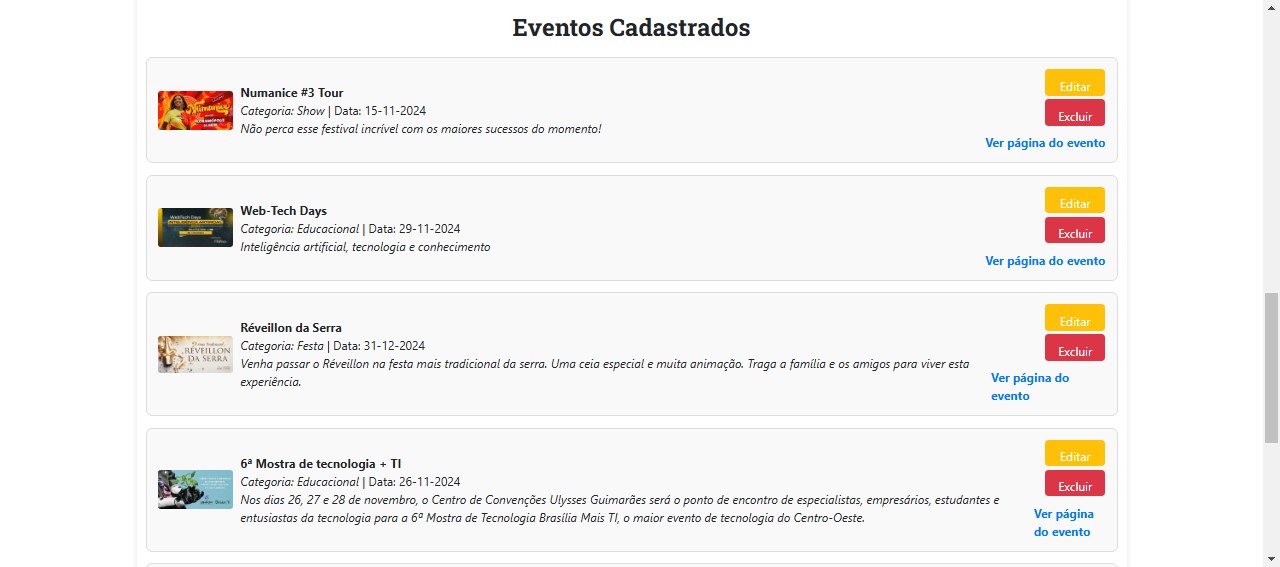 Eventos Cadastrados
Numanice #3 Tour
Categoria: Show | Data: 15-11-2024
Não perca esse festival incrível com os maiores sucessos do momento!
Editar
Excluir
Ver página do evento
Web-Tech Days
Categoria: Educacional | Data: 29-11-2024
Inteligência artificial, tecnologia e conhecimento
Editar
Excluir
Ver página do evento
RÉVEILLON
DA SERRA
Réveillon da Serra
Categoria: Festa | Data: 31-12-2024
Venha passar o Réveillon na festa mais tradicional da serra. Uma ceia especial e muita animação. Traga a família e os amigos para viver esta
experiência.
Editar
Excluir
Ver página do
evento
6ª Mostra de tecnologia + TI
Categoria: Educacional | Data: 26-11-2024
Nos dias 26, 27 e 28 de novembro, o Centro de Convenções Ulysses Guimarães será o ponto de encontro de especialistas, empresários, estudantes e
entusiastas da tecnologia para a 6ª Mostra de Tecnologia Brasília Mais TI, o maior evento de tecnologia do Centro-Oeste.
Editar
Excluir
Ver página
do evento